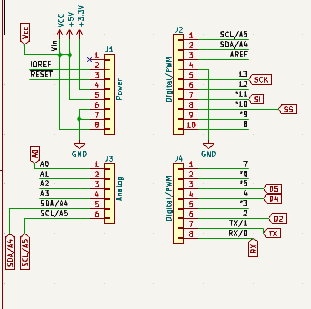 VCC
+5V
+3.3V
Vcc
Vin
J1
1
2
3
4
5
6
7
8
IOREF
RESET
Power
GND
J2
1
2
3
4
5
6
7
8
9
10
Digital/PWM
SCL/A5
SDA/A4
AREF
13
12
*11
*10
*9
8
SCK
SI
SS
GND
A0
J3
1
2
3
4
5
6
A0
A1
A2
A3
SDA/A4
SCL/A5
Analog
SDA/A4
SCL/A5
J4
1
2
3
4
5
6
7
8
Digital/PWM
7
*6
*5
4
*3
2
TX/1
RX/0
D5
D4
D2
TX
RX